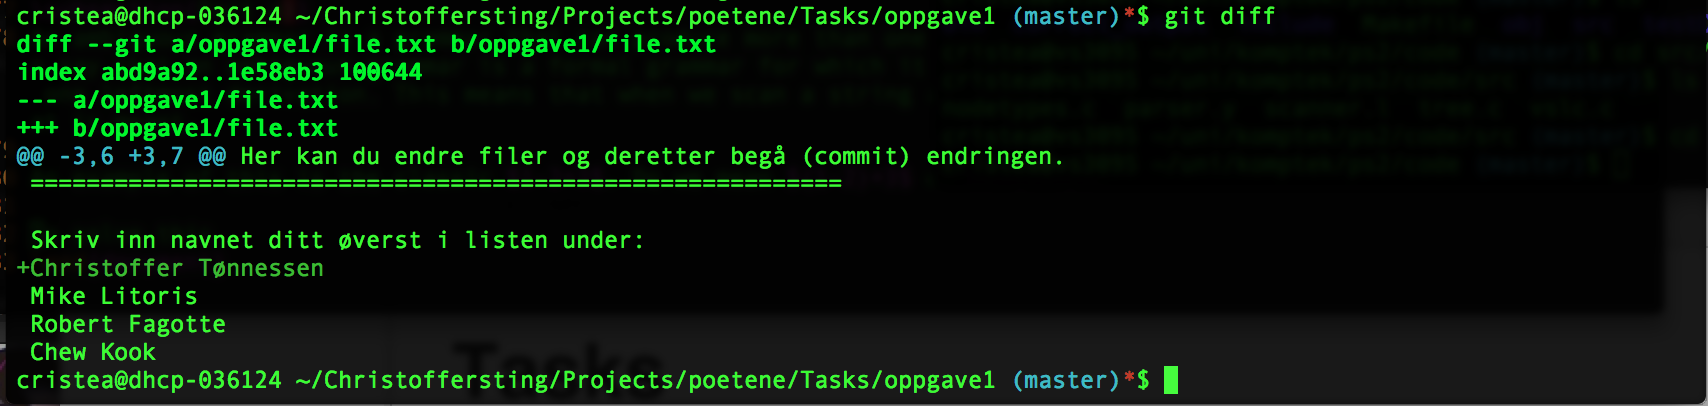 cristea@dhcp-036124 ~/Christoffersting/Projects/poetene/Tasks/oppgave1 (master)*$ git diff
diff --git a/oppgave1/file.txt b/oppgave1/file.txt
index abd9a92..1e58eb3 100644
--- a/oppgave1/file.txt
+++ b/oppgave1/file.txt
@@ -3,6 +3,7 @@ Her kan du endre filer og deretter begå (commit) endringen.
==========================================================
Skriv inn navnet ditt øverst i listen under:
+Christoffer Tønnessen
Mike Litoris
Robert Fagotte
Chew Kook
cristea@dhcp-036124 ~/Christoffersting/Projects/poetene/Tasks/oppgave1 (master)*$
Tasks